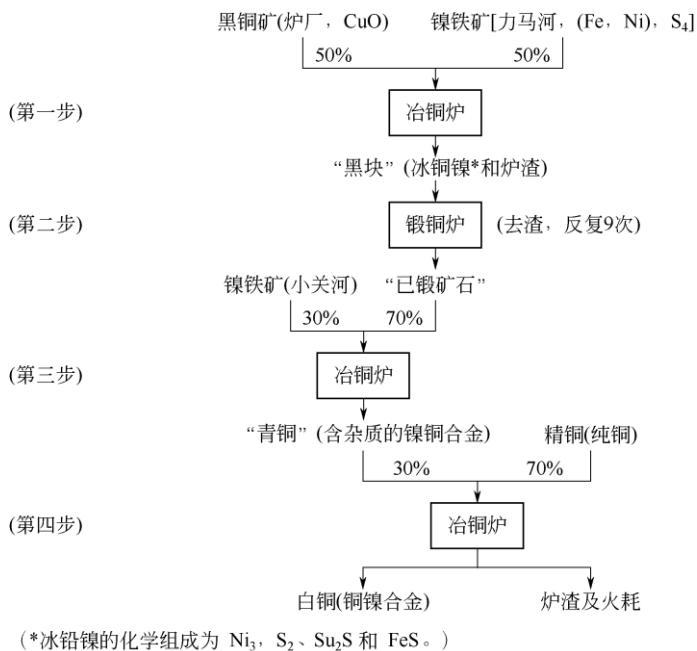 黑铜矿(炉厂，CuO) 镍铁矿[力马河，(Fe，Ni)，S₄]
50% 50%
(第一步) 冶铜炉
“黑块” (冰铜镍*和炉渣)
(第二步) 锻铜炉 (去渣，反复9次)
镍铁矿(小关河) “已锻矿石”
30% 70%
(第三步) 冶铜炉
“青铜” (含杂质的镍铜合金) 精铜(纯铜)
30% 70%
(第四步) 冶铜炉
白铜(铜镍合金) 炉渣及火耗
（*冰铅镍的化学组成为 Ni₃，S₂、Su₂S 和 FeS。）